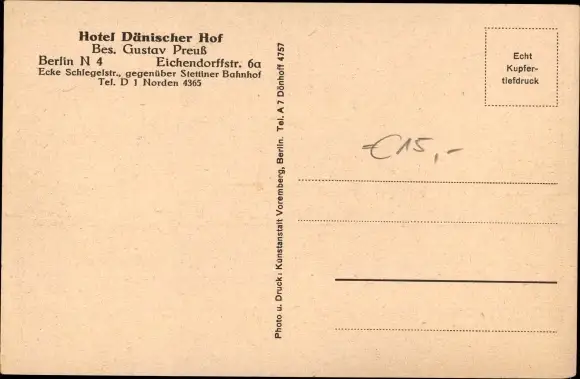 Hotel Dänischer Hof
Bes. Gustav Preuß
Berlin N 4 Eichendorffstr. 6a
Ecke Schlegelstr., gegenüber Stettiner Bahnhof
Tel. D 1 Norden 4365
Photo u. Druck: Kunstanstalt Voremberg, Berlin. Tel. A 7 Dönhoff 4757
Echt
Kupfer-
tiefdruck
€15,-